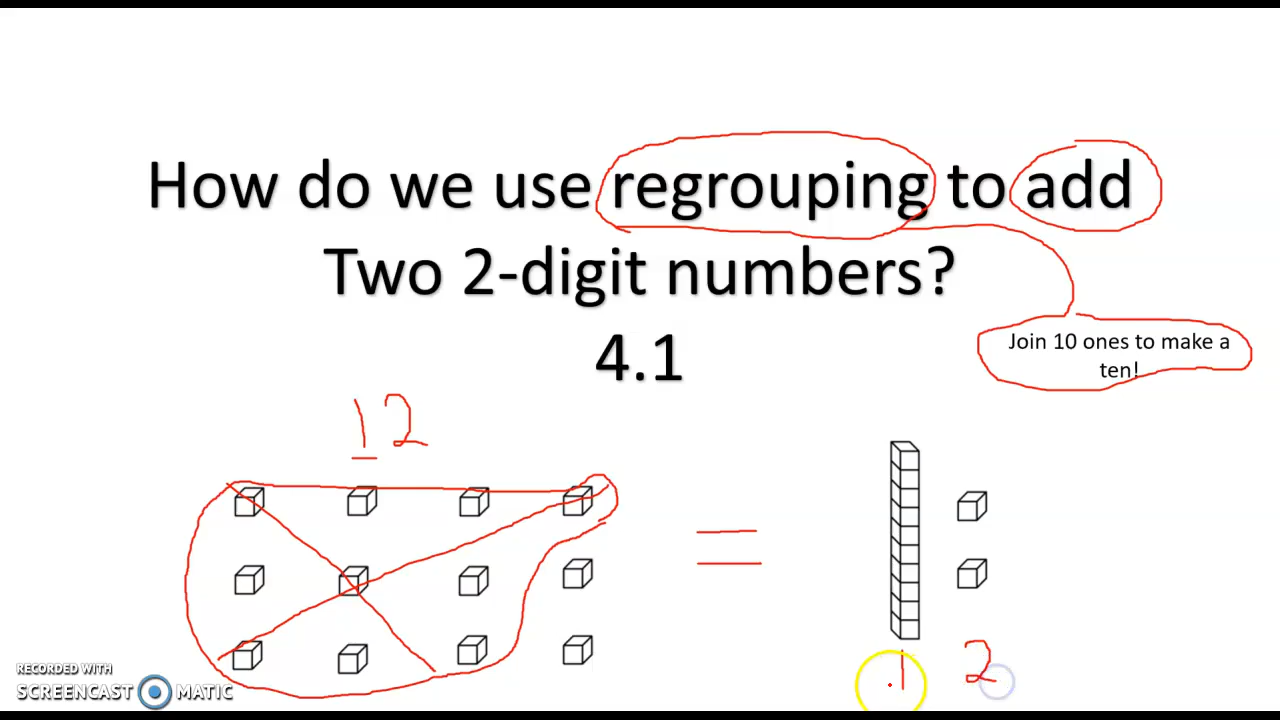 How do we use regrouping to add
Two 2-digit numbers?
4.1
Join 10 ones to make a
ten!
12
=
1 2
RECORDED WITH
SCREENCAST MATIC